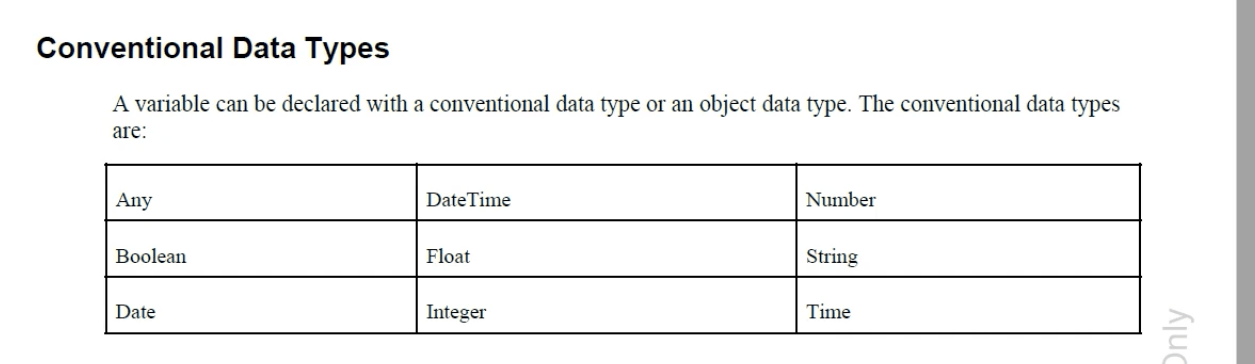 Conventional Data Types
A variable can be declared with a conventional data type or an object data type. The conventional data types
are:
Any DateTime Number
Boolean Float String
Date Integer Time
Only